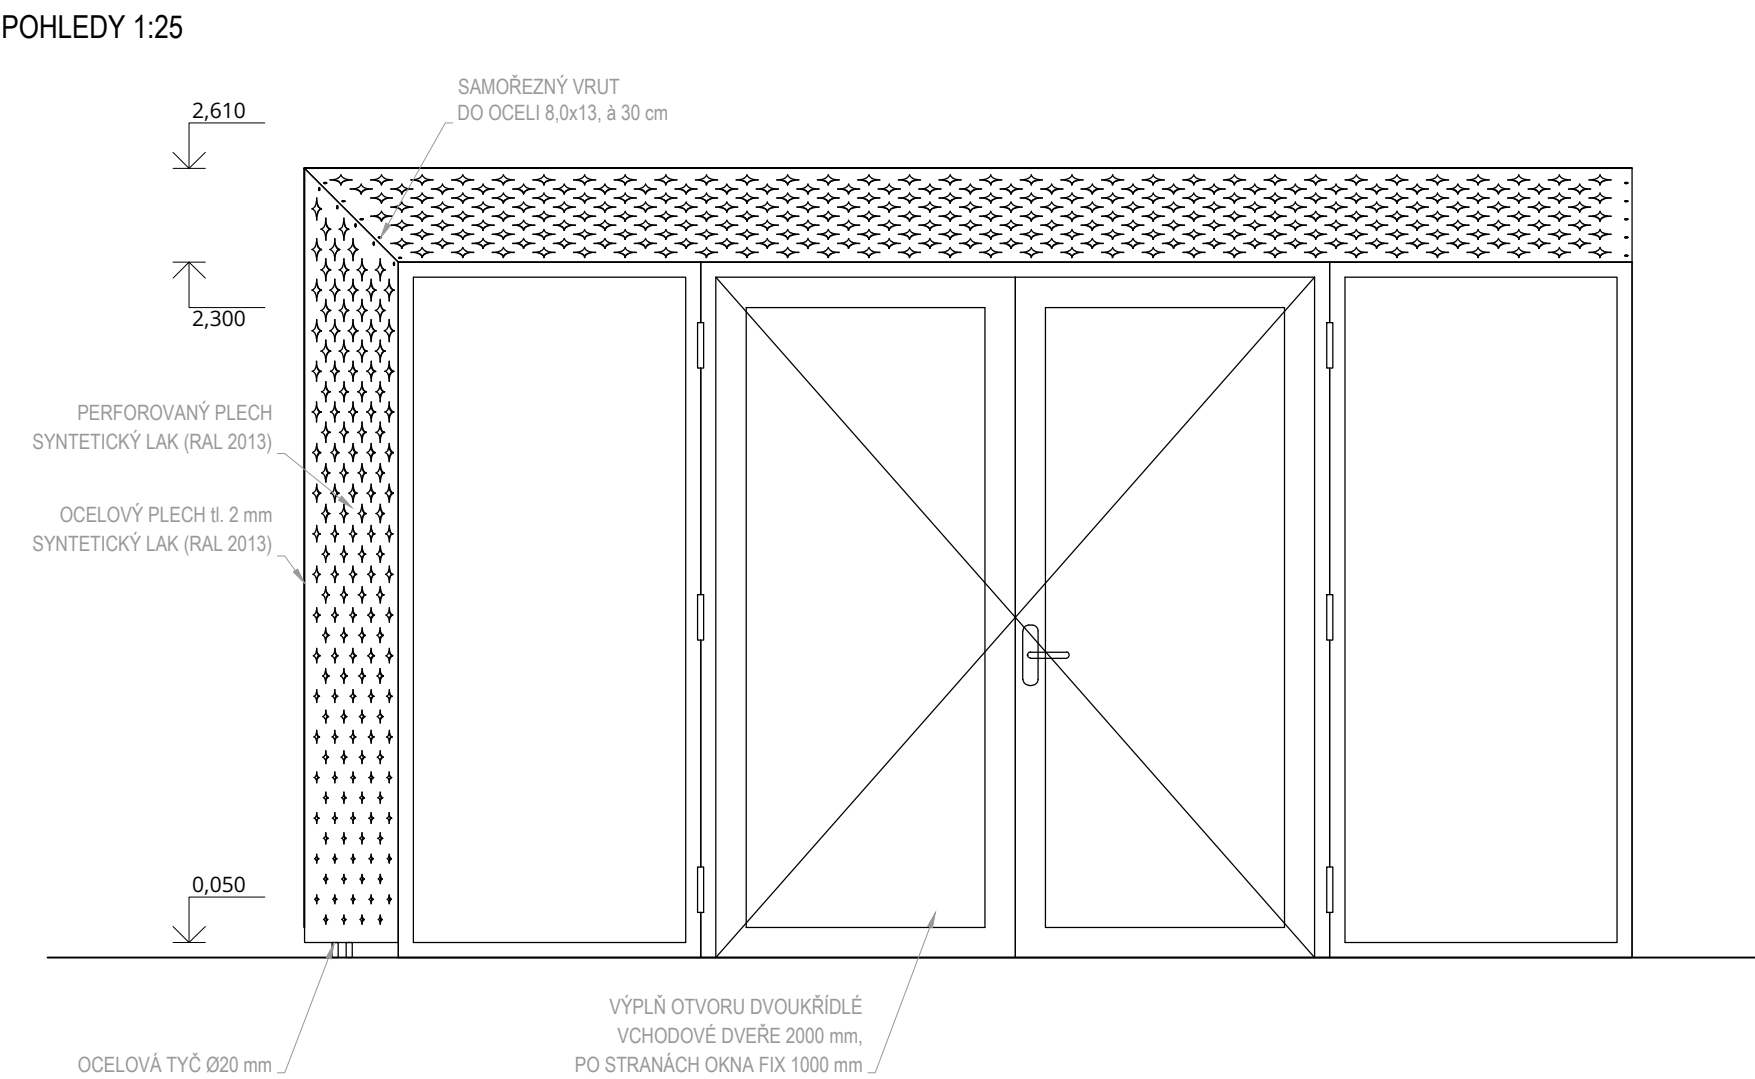 POHLEDY 1:25
SAMOŘEZNÝ VRUT
DO OCELI 8,0x13, à 30 cm
2,610
2,300
PERFOROVANÝ PLECH
SYNTETICKÝ LAK (RAL 2013)
OCELOVÝ PLECH tl. 2 mm
SYNTETICKÝ LAK (RAL 2013)
0,050
VÝPLŇ OTVORU DVOUKŘÍDLÉ
VCHODOVÉ DVEŘE 2000 mm,
PO STRANÁCH OKNA FIX 1000 mm
OCELOVÁ TYČ Ø20 mm